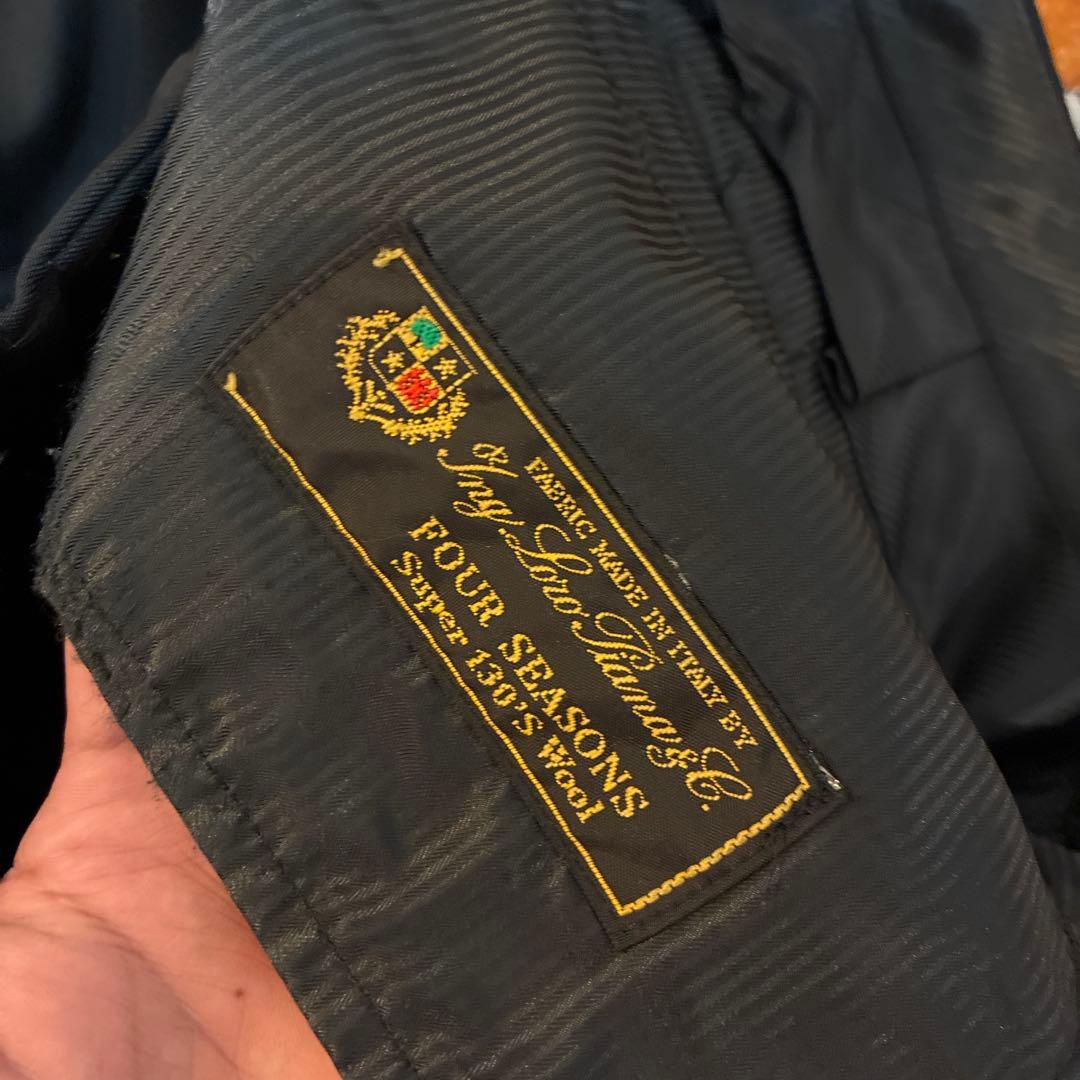 FABRIC MADE IN ITALY BY
Ing. Loro Piana & C.
FOUR SEASONS
Super 130's Wool